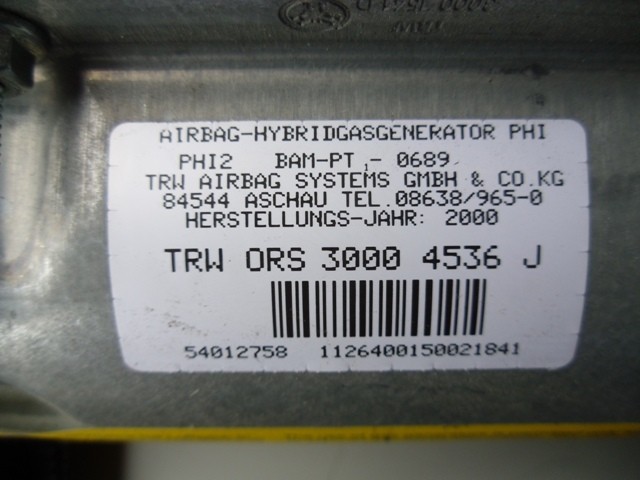 AIRBAG-HYBRIDGASGENERATOR PHI
PHI2 BAM-PT.- 0689
TRW AIRBAG SYSTEMS GMBH & CO.KG
84544 ASCHAU TEL.08638/965-0
HERSTELLUNGS-JAHR: 2000
TRW ORS 3000 4536 J
54012758 1126400150021841